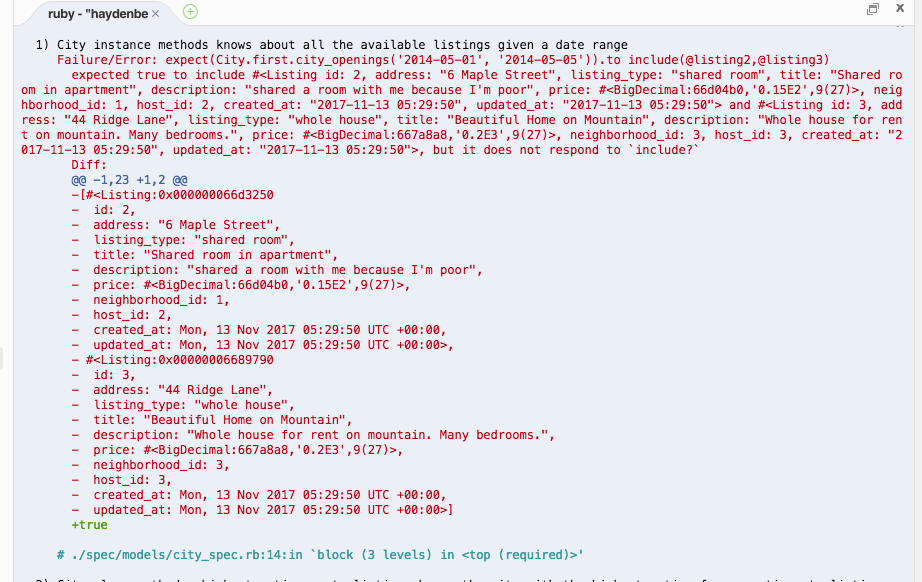 ruby - "haydenbe ×
1) City instance methods knows about all the available listings given a date range
Failure/Error: expect(City.first.city_openings('2014-05-01', '2014-05-05')).to include(@listing2,@listing3)
expected true to include #<Listing id: 2, address: "6 Maple Street", listing_type: "shared room", title: "Shared ro
om in apartment", description: "shared a room with me because I'm poor", price: #<BigDecimal:66d04b0,'0.15E2',9(27)>, neig
hborhood_id: 1, host_id: 2, created_at: "2017-11-13 05:29:50", updated_at: "2017-11-13 05:29:50"> and #<Listing id: 3, add
ress: "44 Ridge Lane", listing_type: "whole house", title: "Beautiful Home on Mountain", description: "Whole house for ren
t on mountain. Many bedrooms.", price: #<BigDecimal:667a8a8,'0.2E3',9(27)>, neighborhood_id: 3, host_id: 3, created_at: "2
017-11-13 05:29:50", updated_at: "2017-11-13 05:29:50">, but it does not respond to `include?`
Diff:
@@ -1,23 +1,2 @@
-[#<Listing:0x000000066d3250
-  id: 2,
-  address: "6 Maple Street",
-  listing_type: "shared room",
-  title: "Shared room in apartment",
-  description: "shared a room with me because I'm poor",
-  price: #<BigDecimal:66d04b0,'0.15E2',9(27)>,
-  neighborhood_id: 1,
-  host_id: 2,
-  created_at: Mon, 13 Nov 2017 05:29:50 UTC +00:00,
-  updated_at: Mon, 13 Nov 2017 05:29:50 UTC +00:00>,
- #<Listing:0x00000006689790
-  id: 3,
-  address: "44 Ridge Lane",
-  listing_type: "whole house",
-  title: "Beautiful Home on Mountain",
-  description: "Whole house for rent on mountain. Many bedrooms.",
-  price: #<BigDecimal:667a8a8,'0.2E3',9(27)>,
-  neighborhood_id: 3,
-  host_id: 3,
-  created_at: Mon, 13 Nov 2017 05:29:50 UTC +00:00,
-  updated_at: Mon, 13 Nov 2017 05:29:50 UTC +00:00>]
+true
# ./spec/models/city_spec.rb:14:in `block (3 levels) in <top (required)>'